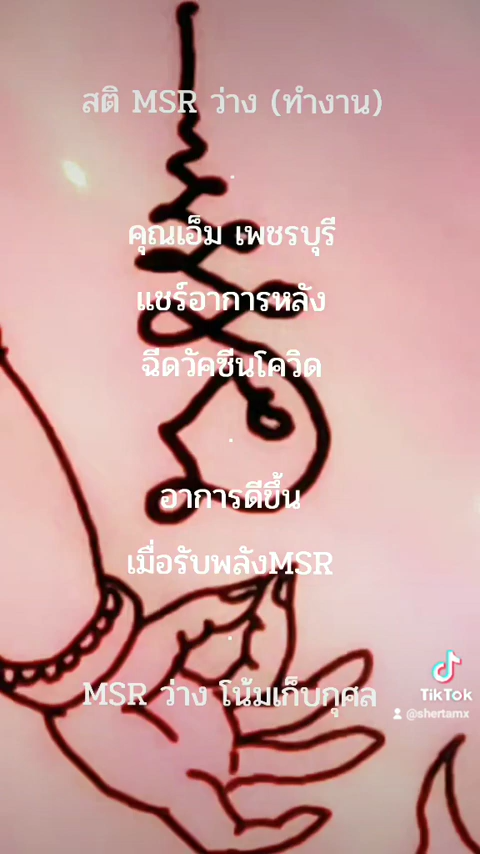 สติ MSR ว่าง (ทำงาน)
.
คุณเอ็ม เพชรบุรี
แชร์อาการหลัง
ฉีดวัคซีนโควิด
.
อาการดีขึ้น
เมื่อรับพลังMSR
.
MSR ว่าง โน้มเก็บกุศล
TikTok
@shertamx